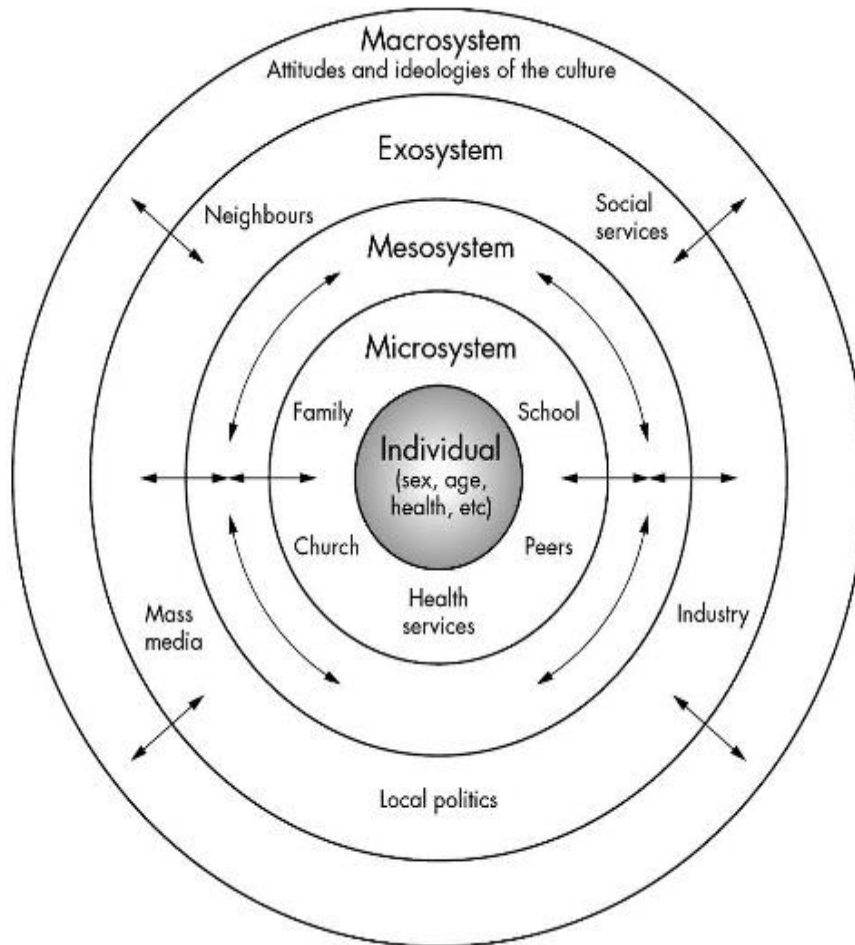 Macrosystem
Attitudes and ideologies of the culture
Exosystem
Neighbours
Social
services
Mesosystem
Microsystem
Family
School
Individual
(sex, age,
health, etc)
Church
Peers
Health
services
Mass
media
Industry
Local politics